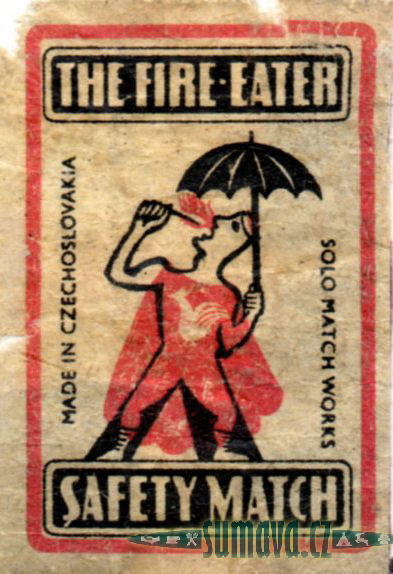 THE FIRE·EATER
MADE IN CZECHOSLOVAKIA
SOLO MATCH WORKS
SAFETY MATCH
sumava.cz